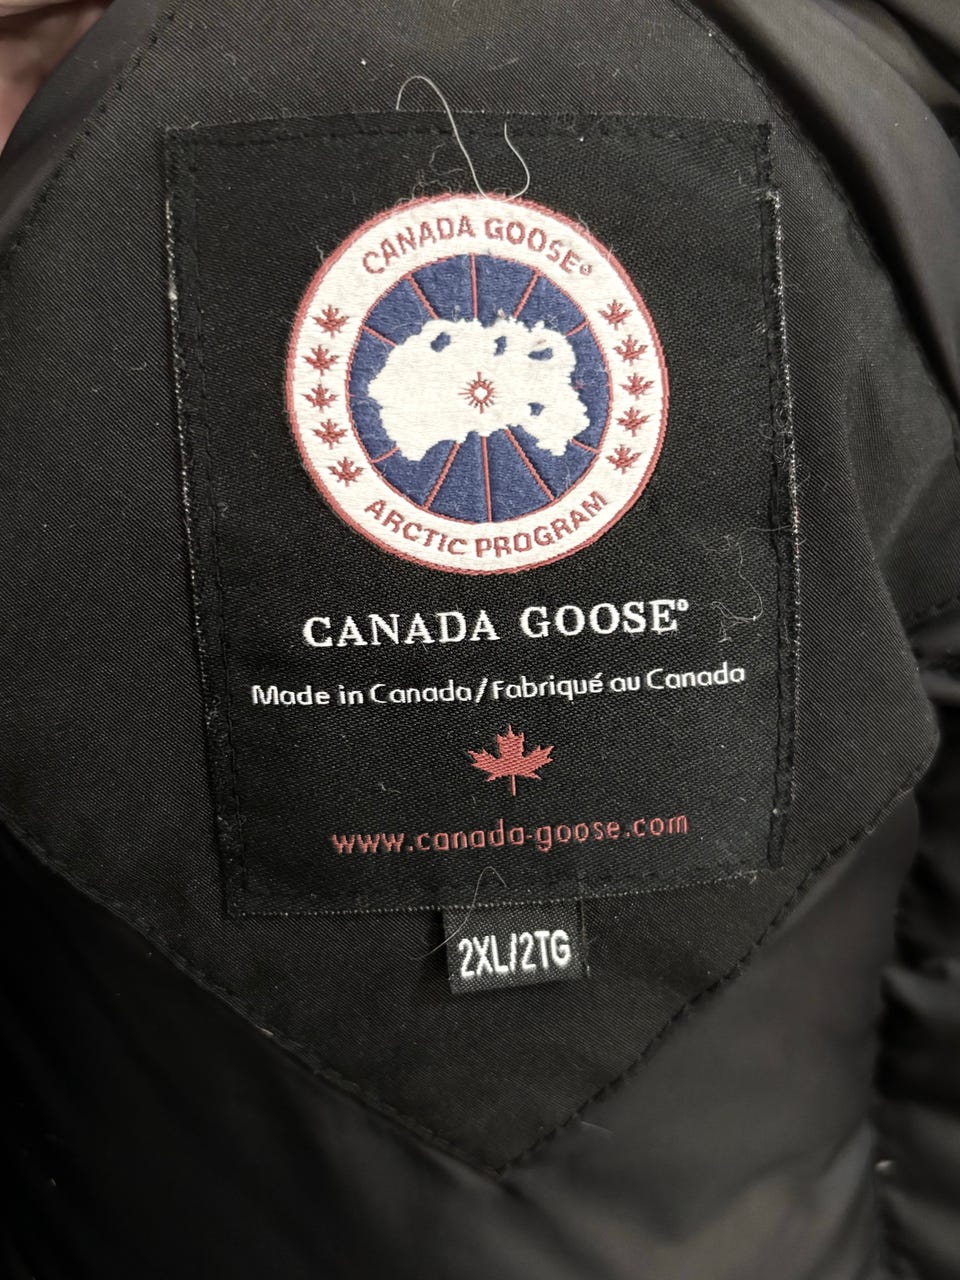 CANADA GOOSE®
ARCTIC PROGRAM
CANADA GOOSE®
Made in Canada/Fabriqué au Canada
www.canada-goose.com
2XL/2TG